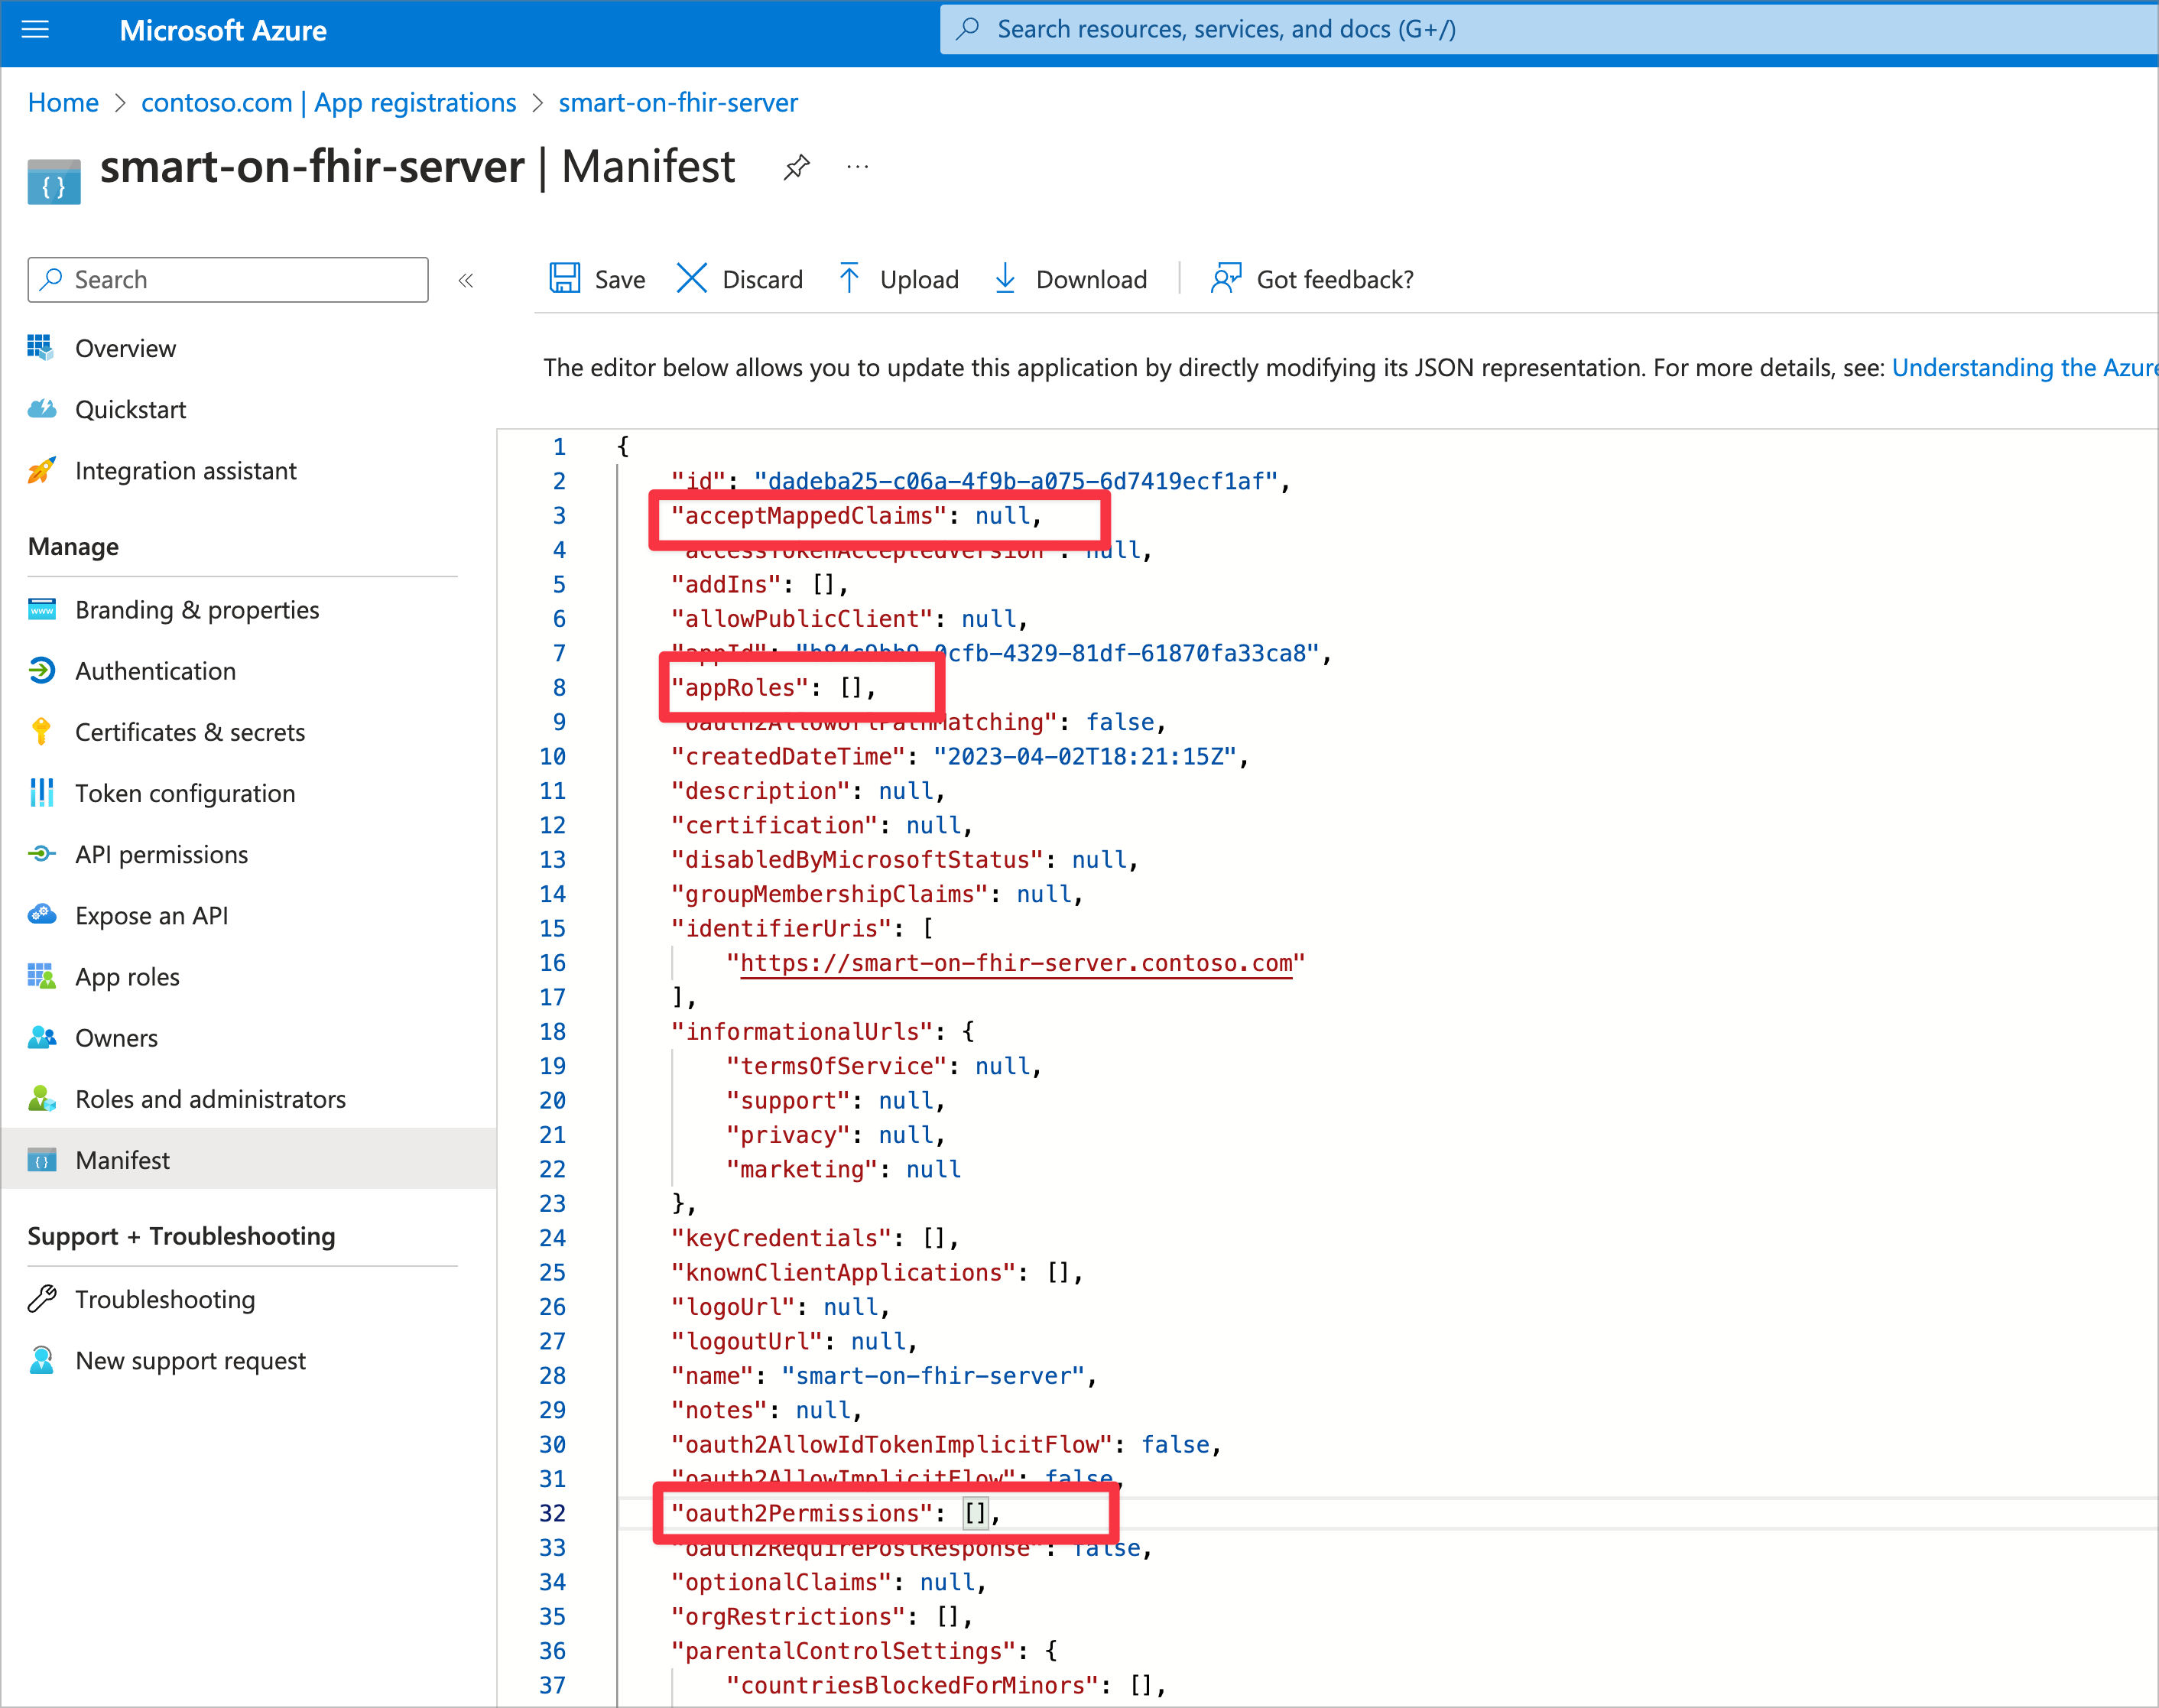 Microsoft Azure
Search resources, services, and docs (G+/)
Home > contoso.com | App registrations > smart-on-fhir-server
smart-on-fhir-server | Manifest
...
Search
«
Save
Discard
Upload
Download
Got feedback?
Overview
Quickstart
Integration assistant
Manage
Branding & properties
Authentication
Certificates & secrets
Token configuration
API permissions
Expose an API
App roles
Owners
Roles and administrators
Manifest
Support + Troubleshooting
Troubleshooting
New support request
The editor below allows you to update this application by directly modifying its JSON representation. For more details, see: Understanding the Azure
1 {
2 "id": "dadeba25-c06a-4f9b-a075-6d7419ecf1af",
3 "acceptMappedClaims": null,
4 "accessTokenAcceptedVersion": null,
5 "addIns": [],
6 "allowPublicClient": null,
7 "appId": "b84c9bb9-0cfb-4329-81df-61870fa33ca8",
8 "appRoles": [],
9 "oauth2AllowUrlPathMatching": false,
10 "createdDateTime": "2023-04-02T18:21:15Z",
11 "description": null,
12 "certification": null,
13 "disabledByMicrosoftStatus": null,
14 "groupMembershipClaims": null,
15 "identifierUris": [
16 "https://smart-on-fhir-server.contoso.com"
17 ],
18 "informationalUrls": {
19 "termsOfService": null,
20 "support": null,
21 "privacy": null,
22 "marketing": null
23 },
24 "keyCredentials": [],
25 "knownClientApplications": [],
26 "logoUrl": null,
27 "logoutUrl": null,
28 "name": "smart-on-fhir-server",
29 "notes": null,
30 "oauth2AllowIdTokenImplicitFlow": false,
31 "oauth2AllowImplicitFlow": false,
32 "oauth2Permissions": [],
33 "oauth2RequirePostResponse": false,
34 "optionalClaims": null,
35 "orgRestrictions": [],
36 "parentalControlSettings": {
37 "countriesBlockedForMinors": [],